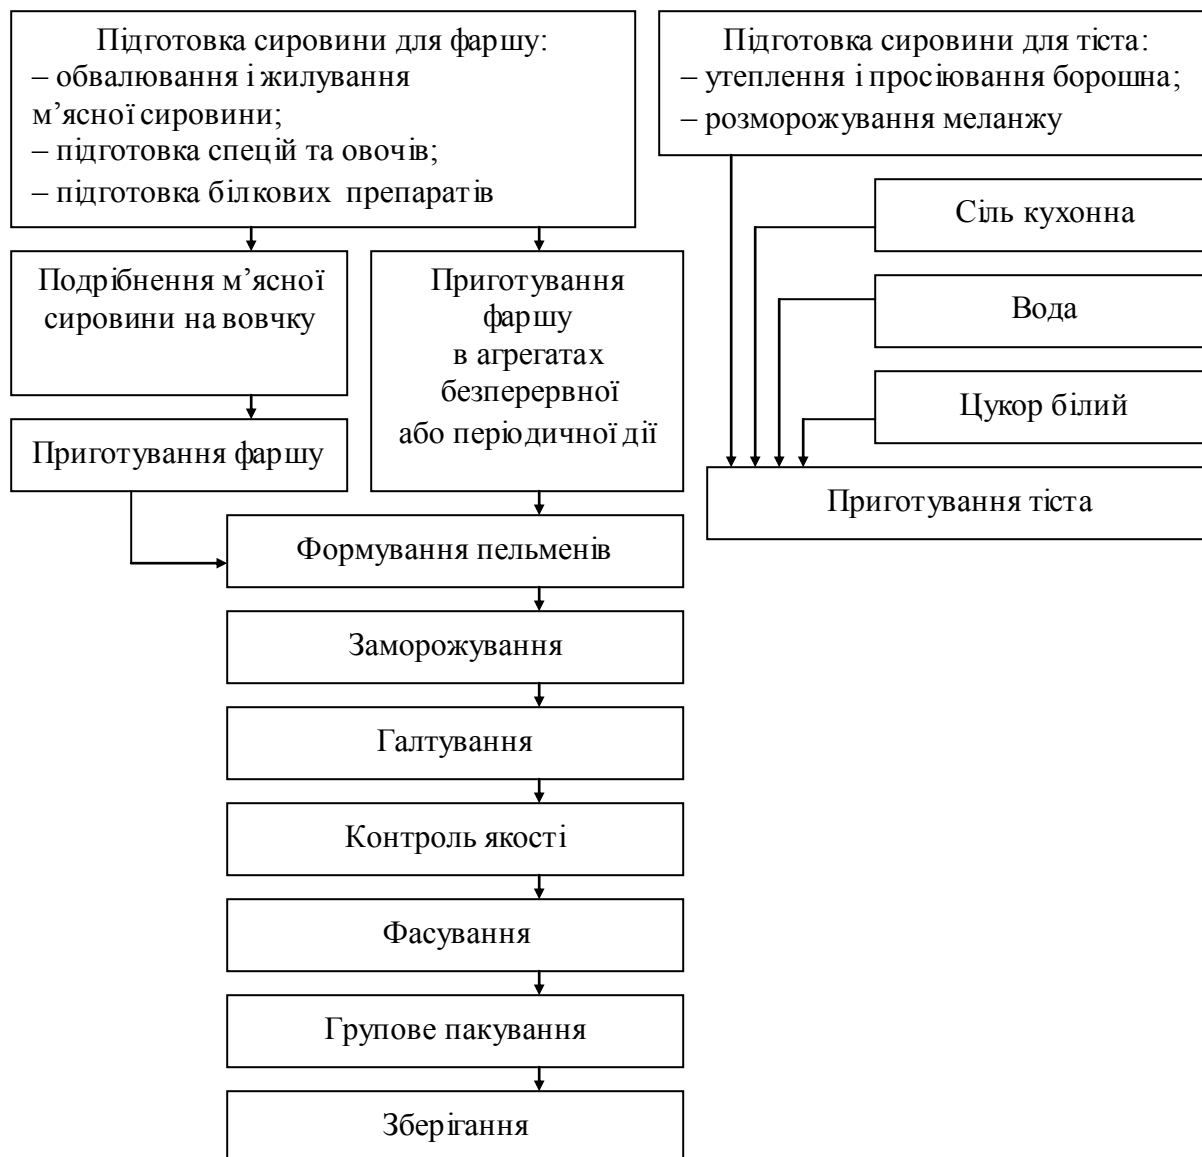 Підготовка сировини для фаршу:
– обвалювання і жилування
м’ясної сировини;
– підготовка спецій та овочів;
– підготовка білкових препаратів
Підготовка сировини для тіста:
– утеплення і просіювання борошна;
– розморожування меланжу
Сіль кухонна
Вода
Цукор білий
Приготування тіста
Подрібнення м’ясної
сировини на вовчку
Приготування фаршу
Приготування
фаршу
в агрегатах
безперервної
або періодичної дії
Формування пельменів
Заморожування
Галтування
Контроль якості
Фасування
Групове пакування
Зберігання